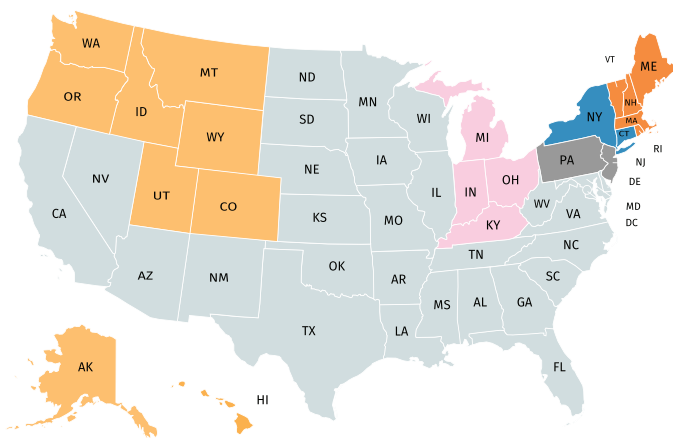 WA
VT
ME
MT
ND
OR
MN
NH
ID
SD
WI
NY
MA
WY
MI
CT
RI
NE
IA
PA
NJ
NV
OH
DE
UT
IL
IN
CO
WV
MD
CA
KS
MO
VA
KY
DC
NC
TN
AZ
NM
OK
AR
SC
MS
AL
GA
TX
LA
AK
FL
HI